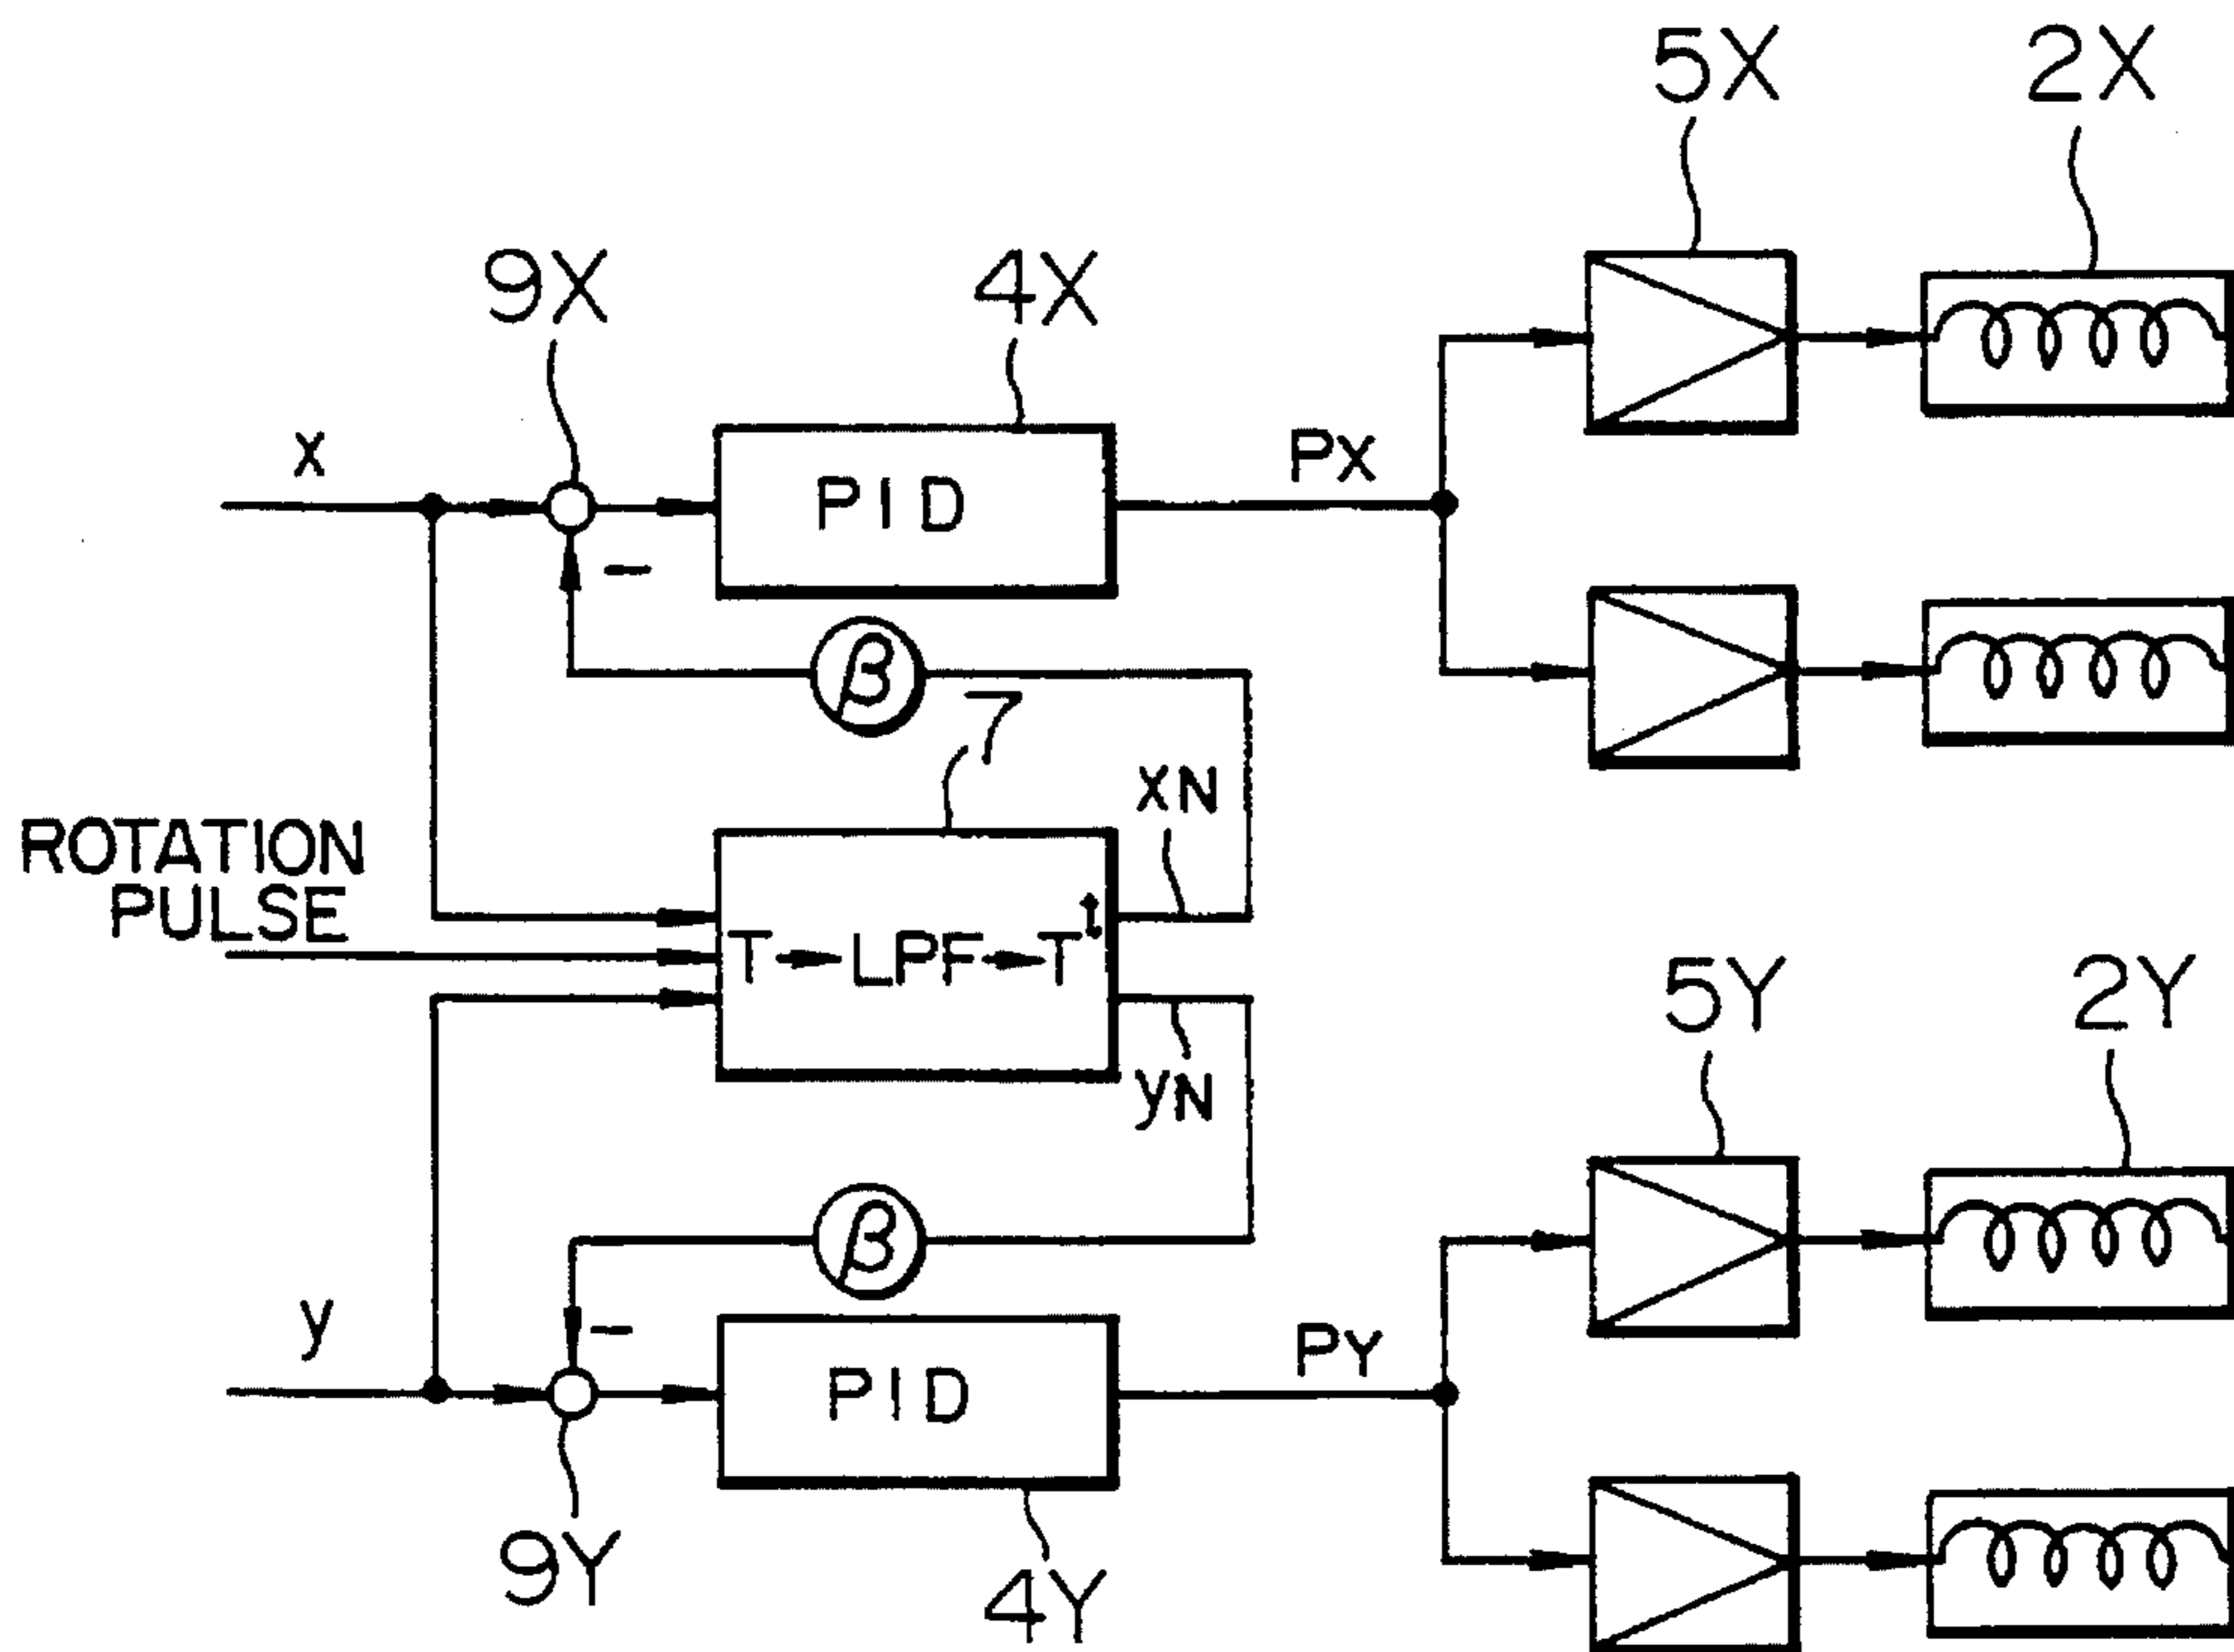 5X
2X
9X
4X
x
PX
PID
-
β
7
xN
ROTATION
PULSE
T LPF T
yN
5Y
2Y
β
y
-
PID
PY
9Y
4Y